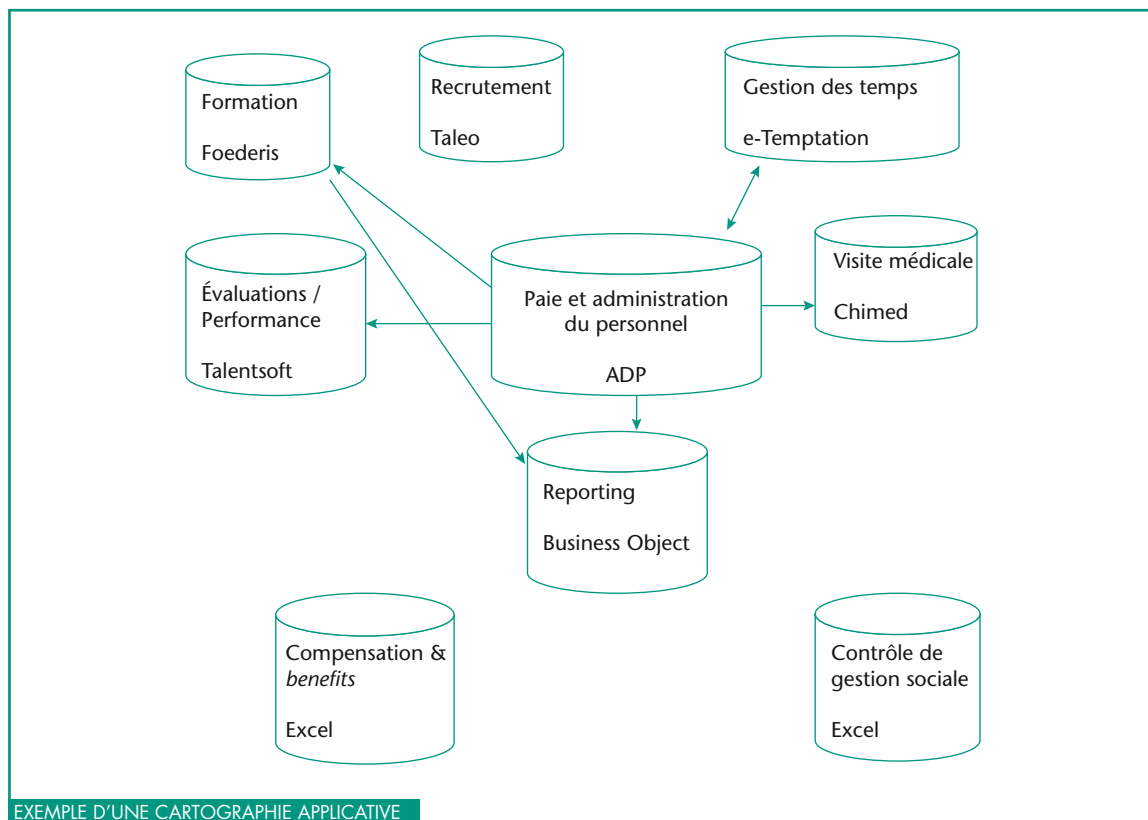 Formation
Foederis
Recrutement
Taleo
Gestion des temps
e-Temptation
Évaluations /
Performance
Talentsoft
Paie et administration
du personnel
ADP
Visite médicale
Chimed
Reporting
Business Object
Compensation &
benefits
Excel
Contrôle de
gestion sociale
Excel
EXEMPLE D'UNE CARTOGRAPHIE APPLICATIVE